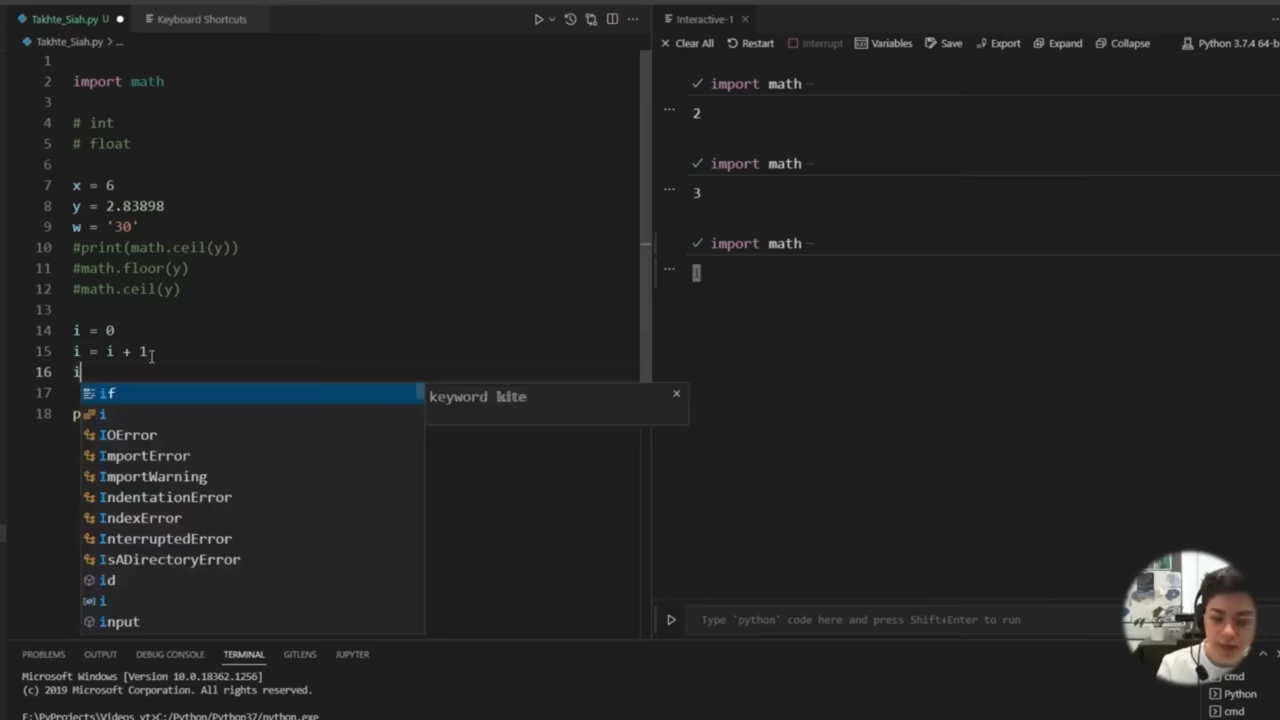 Takhte_Siah.py U
Keyboard Shortcuts
Interactive-1
Takhte_Siah.py > ...
Clear All Restart Interrupt Variables Save Export Expand Collapse Python 3.7.4 64-b
1
2 import math
3
4 # int
5 # float
6
7 x = 6
8 y = 2.83898
9 w = '30'
10 #print(math.ceil(y))
11 #math.floor(y)
12 #math.ceil(y)
13
14 i = 0
15 i = i + 1
16 i
17
18 p
if
i
IOError
ImportError
ImportWarning
IndentationError
IndexError
InterruptedError
IsADirectoryError
id
i
input
keyword kite
import math
2
import math
3
import math
1
Type 'python' code here and press Shift+Enter to run
PROBLEMS OUTPUT DEBUG CONSOLE TERMINAL GITLENS JUPYTER
Microsoft Windows [Version 10.0.18362.1256]
(c) 2019 Microsoft Corporation. All rights reserved.
E:\PyProjects\Videos_yt>C:/Python/Python37/python.exe
cmd
Python
cmd